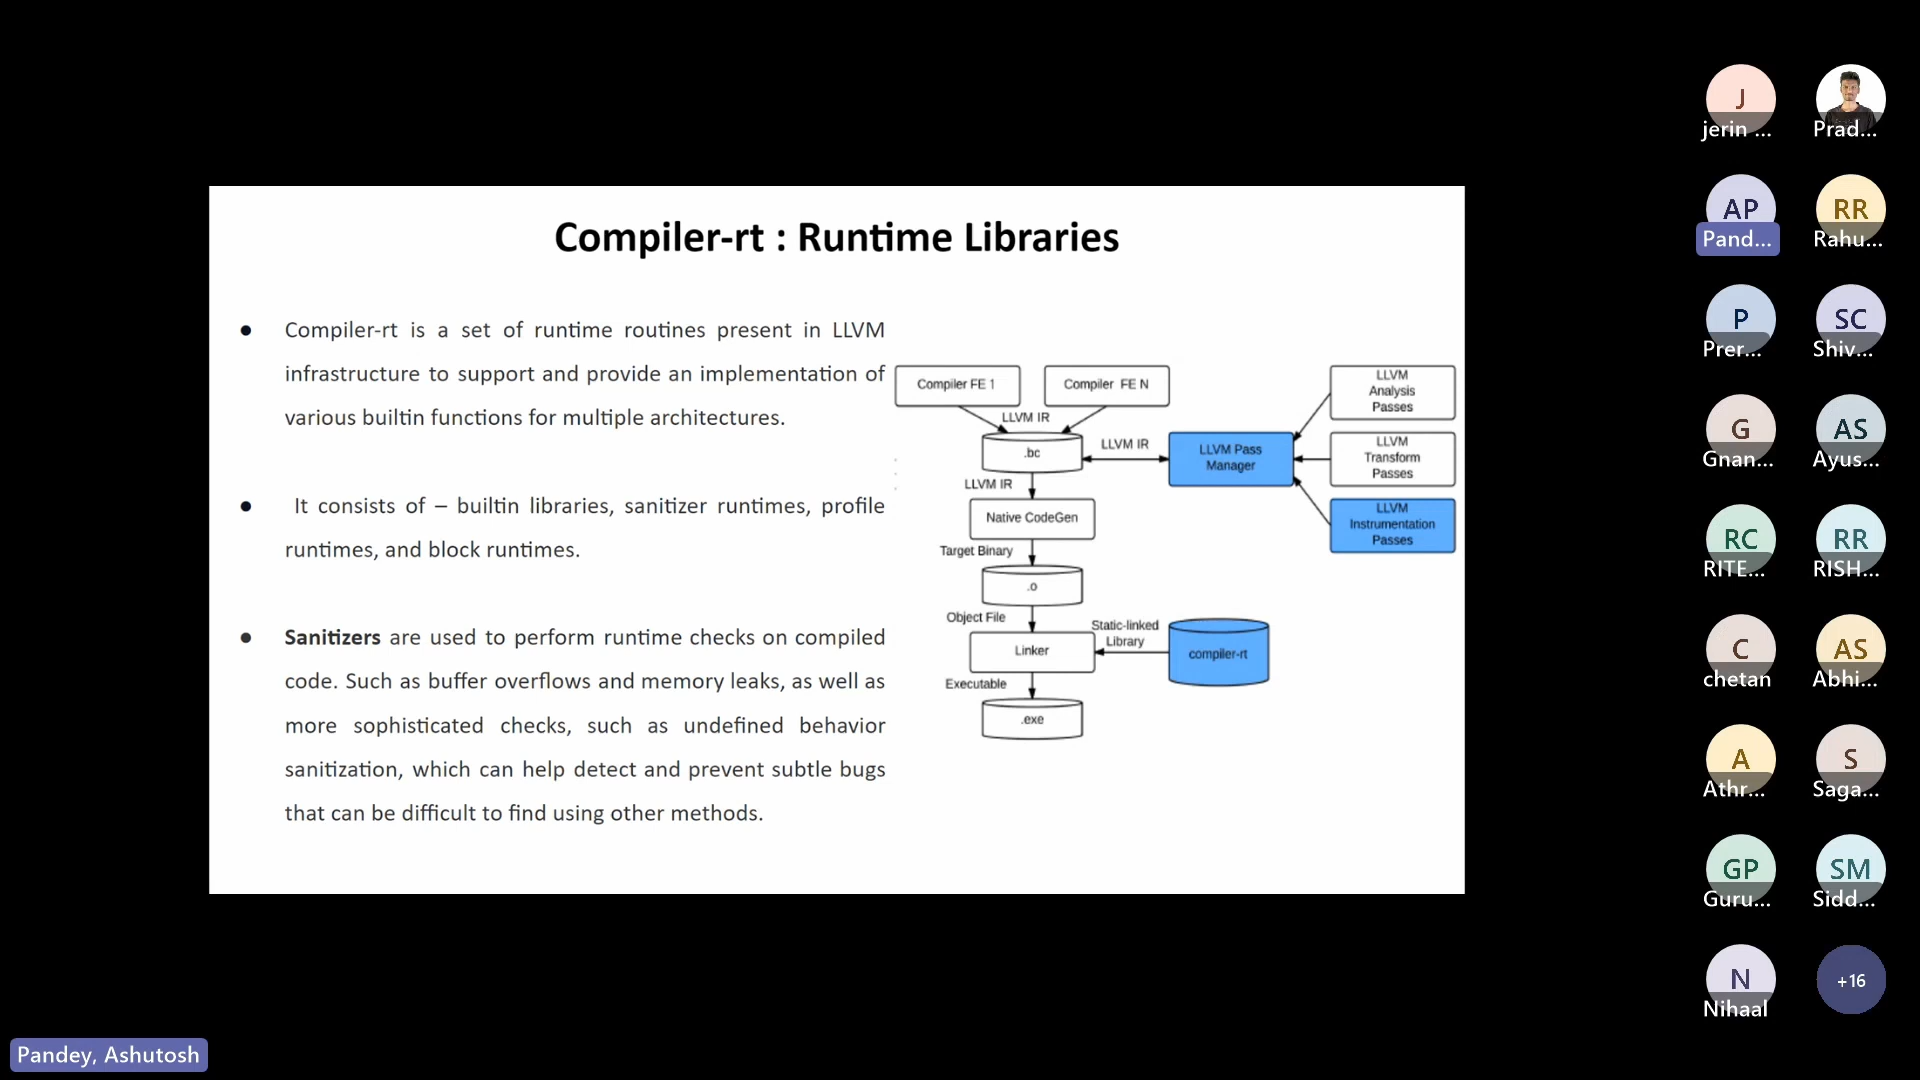 Compiler-rt : Runtime Libraries
● Compiler-rt is a set of runtime routines present in LLVM
infrastructure to support and provide an implementation of
various builtin functions for multiple architectures.
● It consists of – builtin libraries, sanitizer runtimes, profile
runtimes, and block runtimes.
● Sanitizers are used to perform runtime checks on compiled
code. Such as buffer overflows and memory leaks, as well as
more sophisticated checks, such as undefined behavior
sanitization, which can help detect and prevent subtle bugs
that can be difficult to find using other methods.
Compiler FE 1
Compiler FE N
LLVM IR
.bc
LLVM IR
LLVM Pass
Manager
LLVM
Analysis
Passes
LLVM
Transform
Passes
LLVM
Instrumentation
Passes
LLVM IR
Native CodeGen
Target Binary
.o
Object File
Linker
Static-linked
Library
compiler-rt
Executable
.exe
J
jerin ...
Prad...
AP
Pand...
RR
Rahu...
P
Prer...
SC
Shiv...
G
Gnan...
AS
Ayus...
RC
RITE...
RR
RISH...
C
chetan
AS
Abhi...
A
Athr...
S
Saga...
GP
Guru...
SM
Sidd...
N
Nihaal
+16
Pandey, Ashutosh